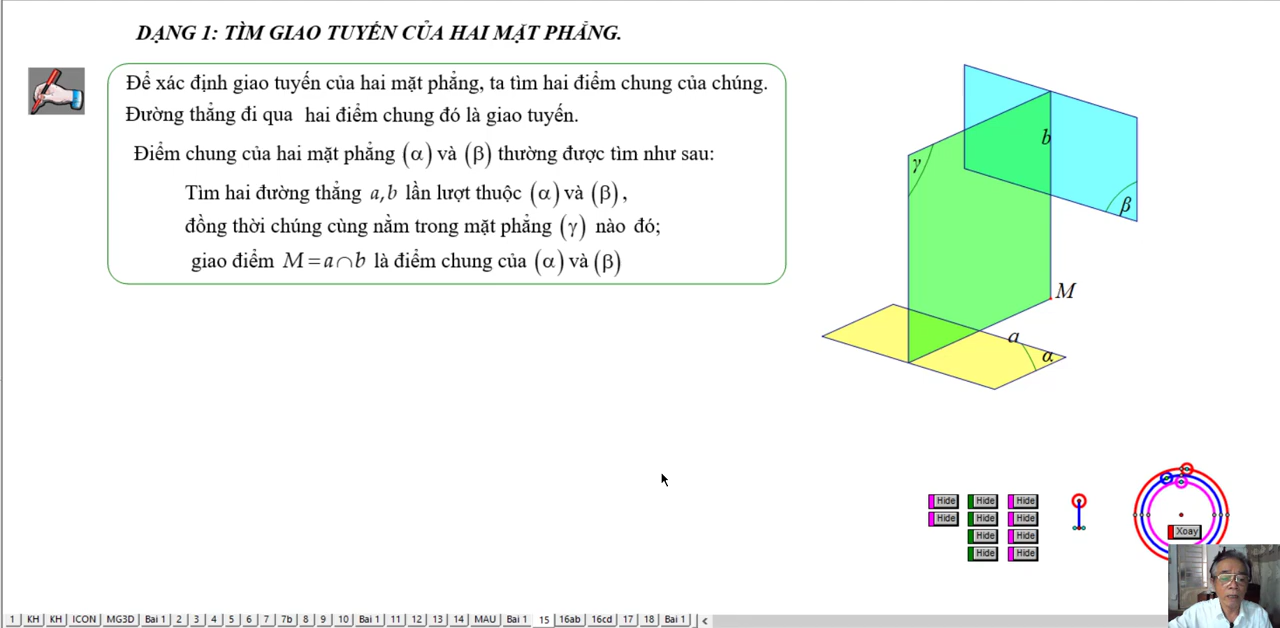 DẠNG 1: TÌM GIAO TUYẾN CỦA HAI MẶT PHẲNG.
Để xác định giao tuyến của hai mặt phẳng, ta tìm hai điểm chung của chúng.
Đường thẳng đi qua hai điểm chung đó là giao tuyến.
Điểm chung của hai mặt phẳng (α) và (β) thường được tìm như sau:
Tìm hai đường thẳng a,b lần lượt thuộc (α) và (β),
đồng thời chúng cùng nằm trong mặt phẳng (γ) nào đó;
giao điểm M=a∩b là điểm chung của (α) và (β)
b
γ
β
M
a
α
Hide Hide Hide
Hide Hide Hide
Hide Hide
Hide Hide
Xoay
1 KH KH ICON MG3D Bai 1 2 3 4 5 6 7 7b 8 9 10 Bai 1 11 12 13 14 MAU Bai 1 15 16ab 16cd 17 18 Bai 1 <